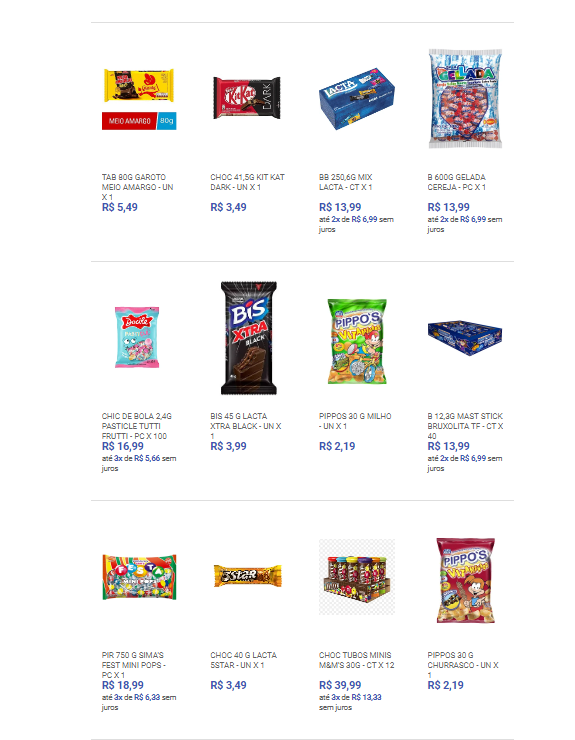 MEIO AMARGO 80g
TAB 80G GAROTO
MEIO AMARGO - UN
X 1
R$ 5,49
KitKat
DARK
CHOC 41,5G KIT KAT
DARK - UN X 1
R$ 3,49
LACTA
BB 250,6G MIX
LACTA - CT X 1
R$ 13,99
até 2x de R$ 6,99 sem
juros
GELADA
B 600G GELADA
CEREJA - PC X 1
R$ 13,99
até 2x de R$ 6,99 sem
juros
Docile
CHIC DE BOLA 2,4G
PASTICLE TUTTI
FRUTTI - PC X 100
R$ 16,99
até 3x de R$ 5,66 sem
juros
BIS
XTRA
BLACK
BIS 45 G LACTA
XTRA BLACK - UN X
1
R$ 3,99
PIPPO'S
PIPPOS 30 G MILHO
- UN X 1
R$ 2,19
B 12,3G MAST STICK
BRUXOLITA TF - CT X
40
R$ 13,99
até 2x de R$ 6,99 sem
juros
FESTA
MINI POPS
PIR 750 G SIMA'S
FEST MINI POPS -
PC X 1
R$ 18,99
até 3x de R$ 6,33 sem
juros
5Star
CHOC 40 G LACTA
5STAR - UN X 1
R$ 3,49
CHOC TUBOS MINIS
M&M'S 30G - CT X 12
R$ 39,99
até 3x de R$ 13,33
sem juros
PIPPO'S
PIPPOS 30 G
CHURRASCO - UN X
1
R$ 2,19